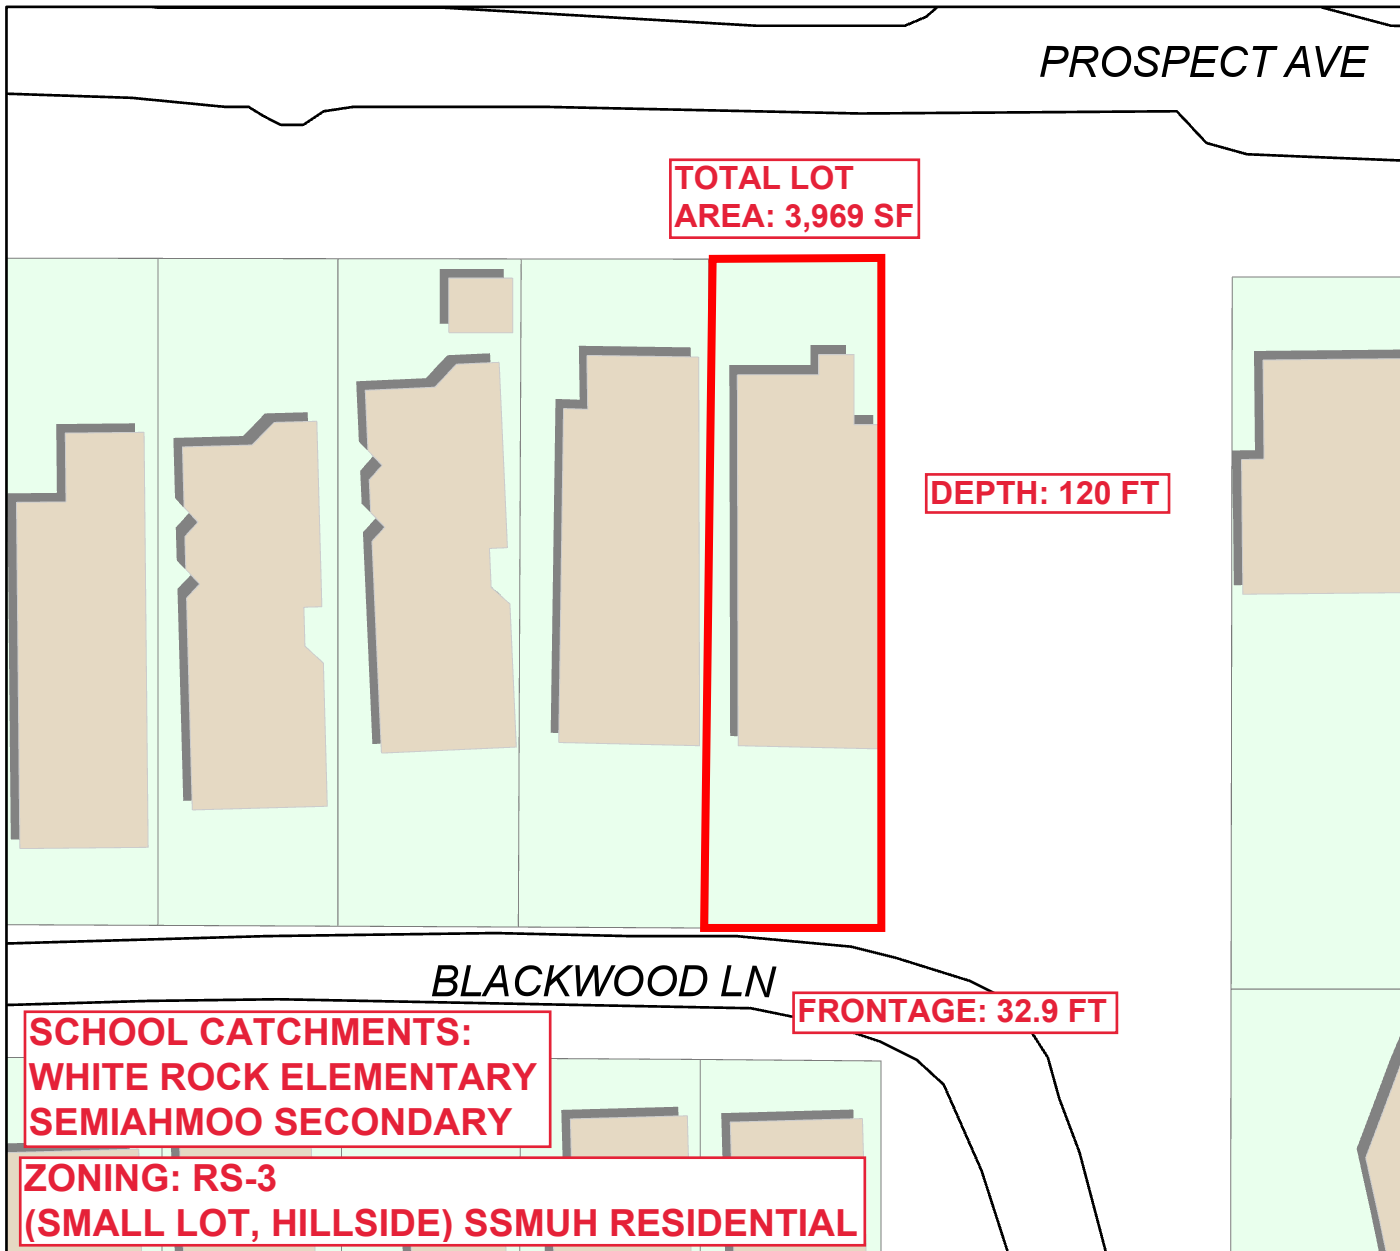 PROSPECT AVE
TOTAL LOT
AREA: 3,969 SF
DEPTH: 120 FT
BLACKWOOD LN
FRONTAGE: 32.9 FT
SCHOOL CATCHMENTS:
WHITE ROCK ELEMENTARY
SEMIAHMOO SECONDARY
ZONING: RS-3
(SMALL LOT, HILLSIDE) SSMUH RESIDENTIAL